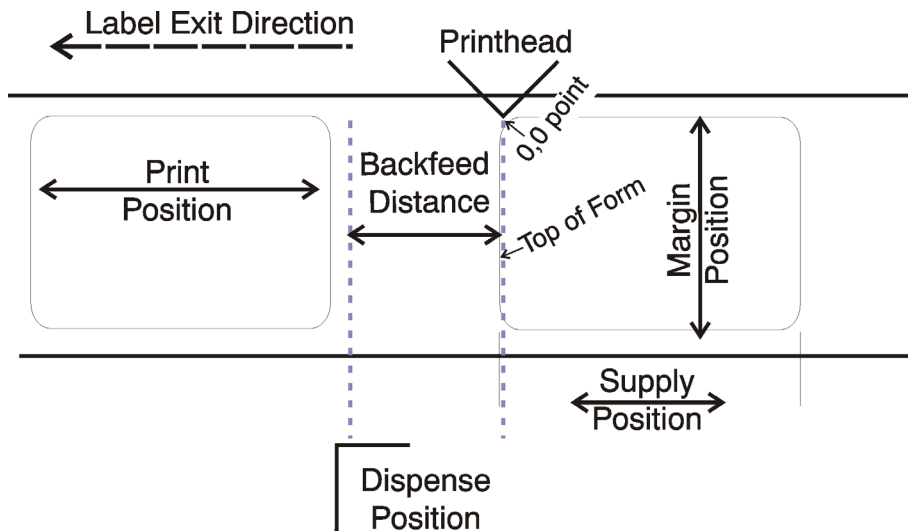 Label Exit Direction
Printhead
0,0 point
Print
Position
Backfeed
Distance
Top of Form
Margin
Position
Supply
Position
Dispense
Position